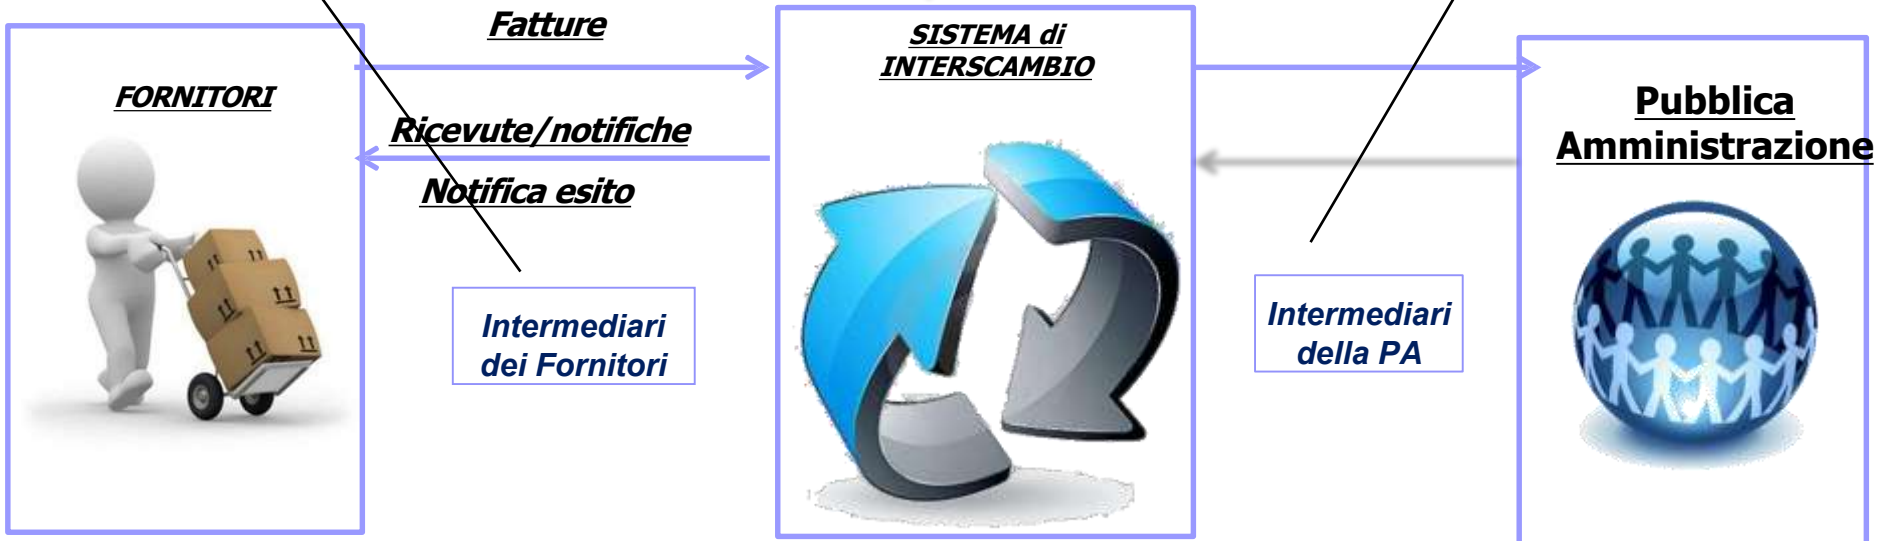 Fatture
SISTEMA di
INTERSCAMBIO
FORNITORI
Pubblica
Amministrazione
Ricevute/notifiche
Notifica esito
Intermediari
dei Fornitori
Intermediari
della PA